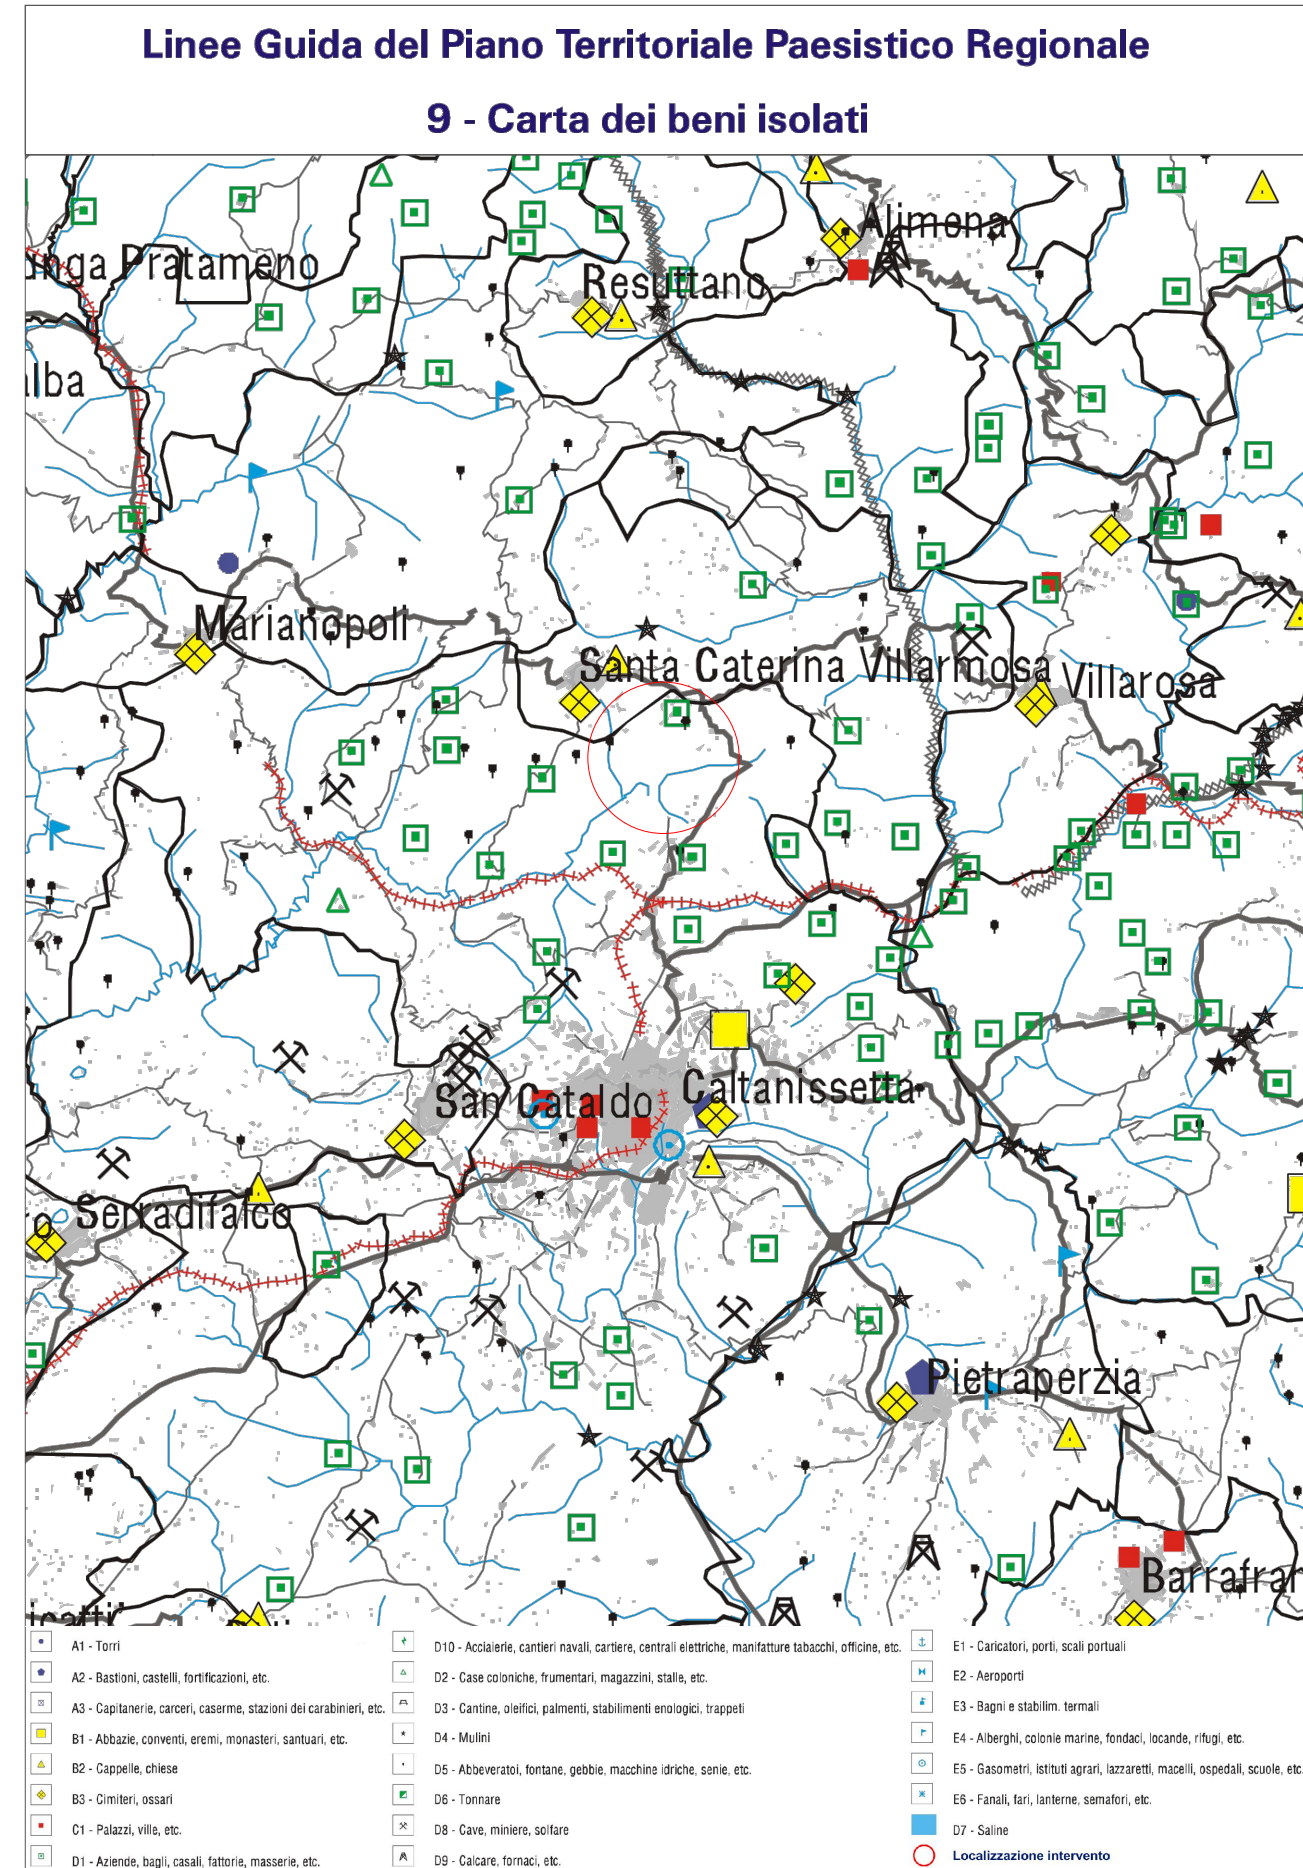 Linee Guida del Piano Territoriale Paesistico Regionale
9 - Carta dei beni isolati
Alimena
unga Pratameno
Resuttano
alba
Marianopoli
Santa Caterina Villarmosa
Villarosa
San Cataldo
Caltanissetta
Serradifalco
o
Pietraperzia
Barrafrar
icatti'
A1 - Torri
A2 - Bastioni, castelli, fortificazioni, etc.
A3 - Capitanerie, carceri, caserme, stazioni dei carabinieri, etc.
B1 - Abbazie, conventi, eremi, monasteri, santuari, etc.
B2 - Cappelle, chiese
B3 - Cimiteri, ossari
C1 - Palazzi, ville, etc.
D1 - Aziende, bagli, casali, fattorie, masserie, etc.
D10 - Acciaierie, cantieri navali, cartiere, centrali elettriche, manifatture tabacchi, officine, etc.
D2 - Case coloniche, frumentari, magazzini, stalle, etc.
D3 - Cantine, oleifici, palmenti, stabilimenti enologici, trappeti
D4 - Mulini
D5 - Abbeveratoi, fontane, gebbie, macchine idriche, senie, etc.
D6 - Tonnare
D8 - Cave, miniere, solfare
D9 - Calcare, fornaci, etc.
E1 - Caricatori, porti, scali portuali
E2 - Aeroporti
E3 - Bagni e stabilim. termali
E4 - Alberghi, colonie marine, fondaci, locande, rifugi, etc.
E5 - Gasometri, istituti agrari, lazzaretti, macelli, ospedali, scuole, etc.
E6 - Fanali, fari, lanterne, semafori, etc.
D7 - Saline
Localizzazione intervento